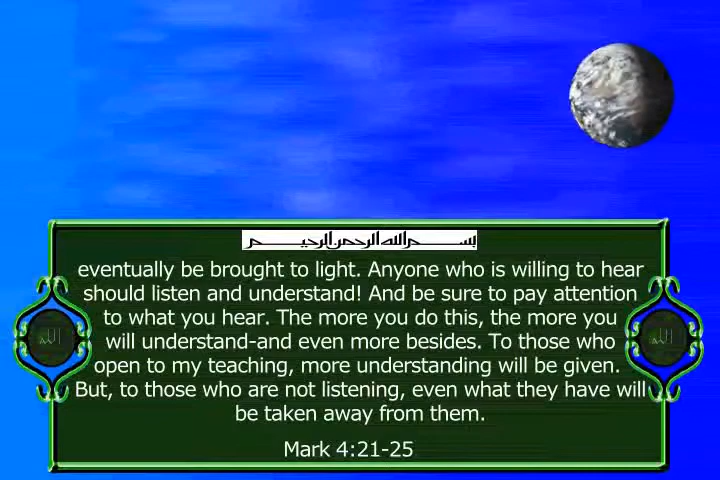 بسم الله الرحمن الرحيم
eventually be brought to light. Anyone who is willing to hear
should listen and understand! And be sure to pay attention
to what you hear. The more you do this, the more you
will understand-and even more besides. To those who
open to my teaching, more understanding will be given.
But, to those who are not listening, even what they have will
be taken away from them.
Mark 4:21-25
الله
الله